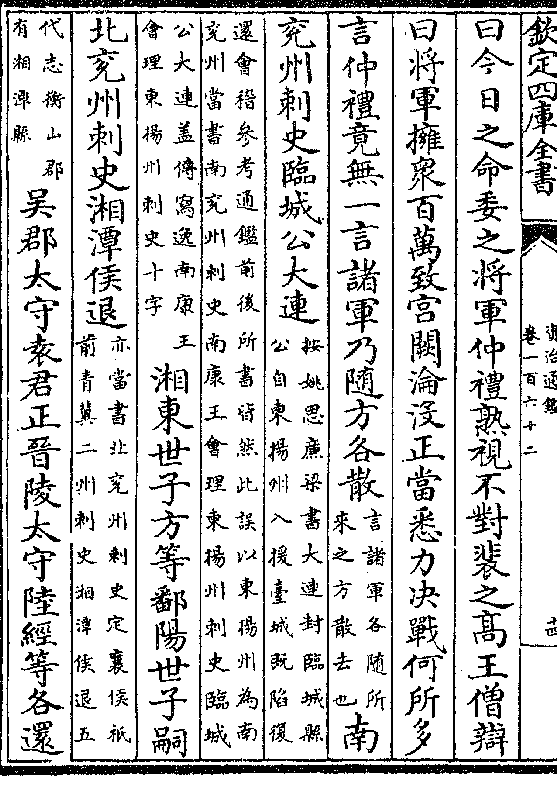 欽定四庫全書
資治通鑑
卷一百六十二
曰今日之命委之將軍仲禮熟視不對裴之高王僧辯
曰將軍擁衆百萬致宫闕淪没正當悉力决戰何所多
言仲禮竟無一言諸軍乃随方各散
言諸軍各随所
來之方散去也
南
兖州刺史臨城公大連
按姚思廉梁書大連封臨城縣
公自東揚州入援臺城既陷復
還會稽參考通鑑前後所書皆然此誤以東揚州為南
兖州當書南兖州刺史南康王會理東揚州刺史臨城
公大連蓋傳寫逸南康王
會理東揚州刺史十字
湘東世子方等鄱陽世子嗣
北兖州刺史湘潭侯退
亦當書北兖州刺史定襄侯祗
前青冀二州刺史湘潭侯退五
代志衡山郡
有湘潭縣
吴郡太守袁君正晉陵太守陸經等各還